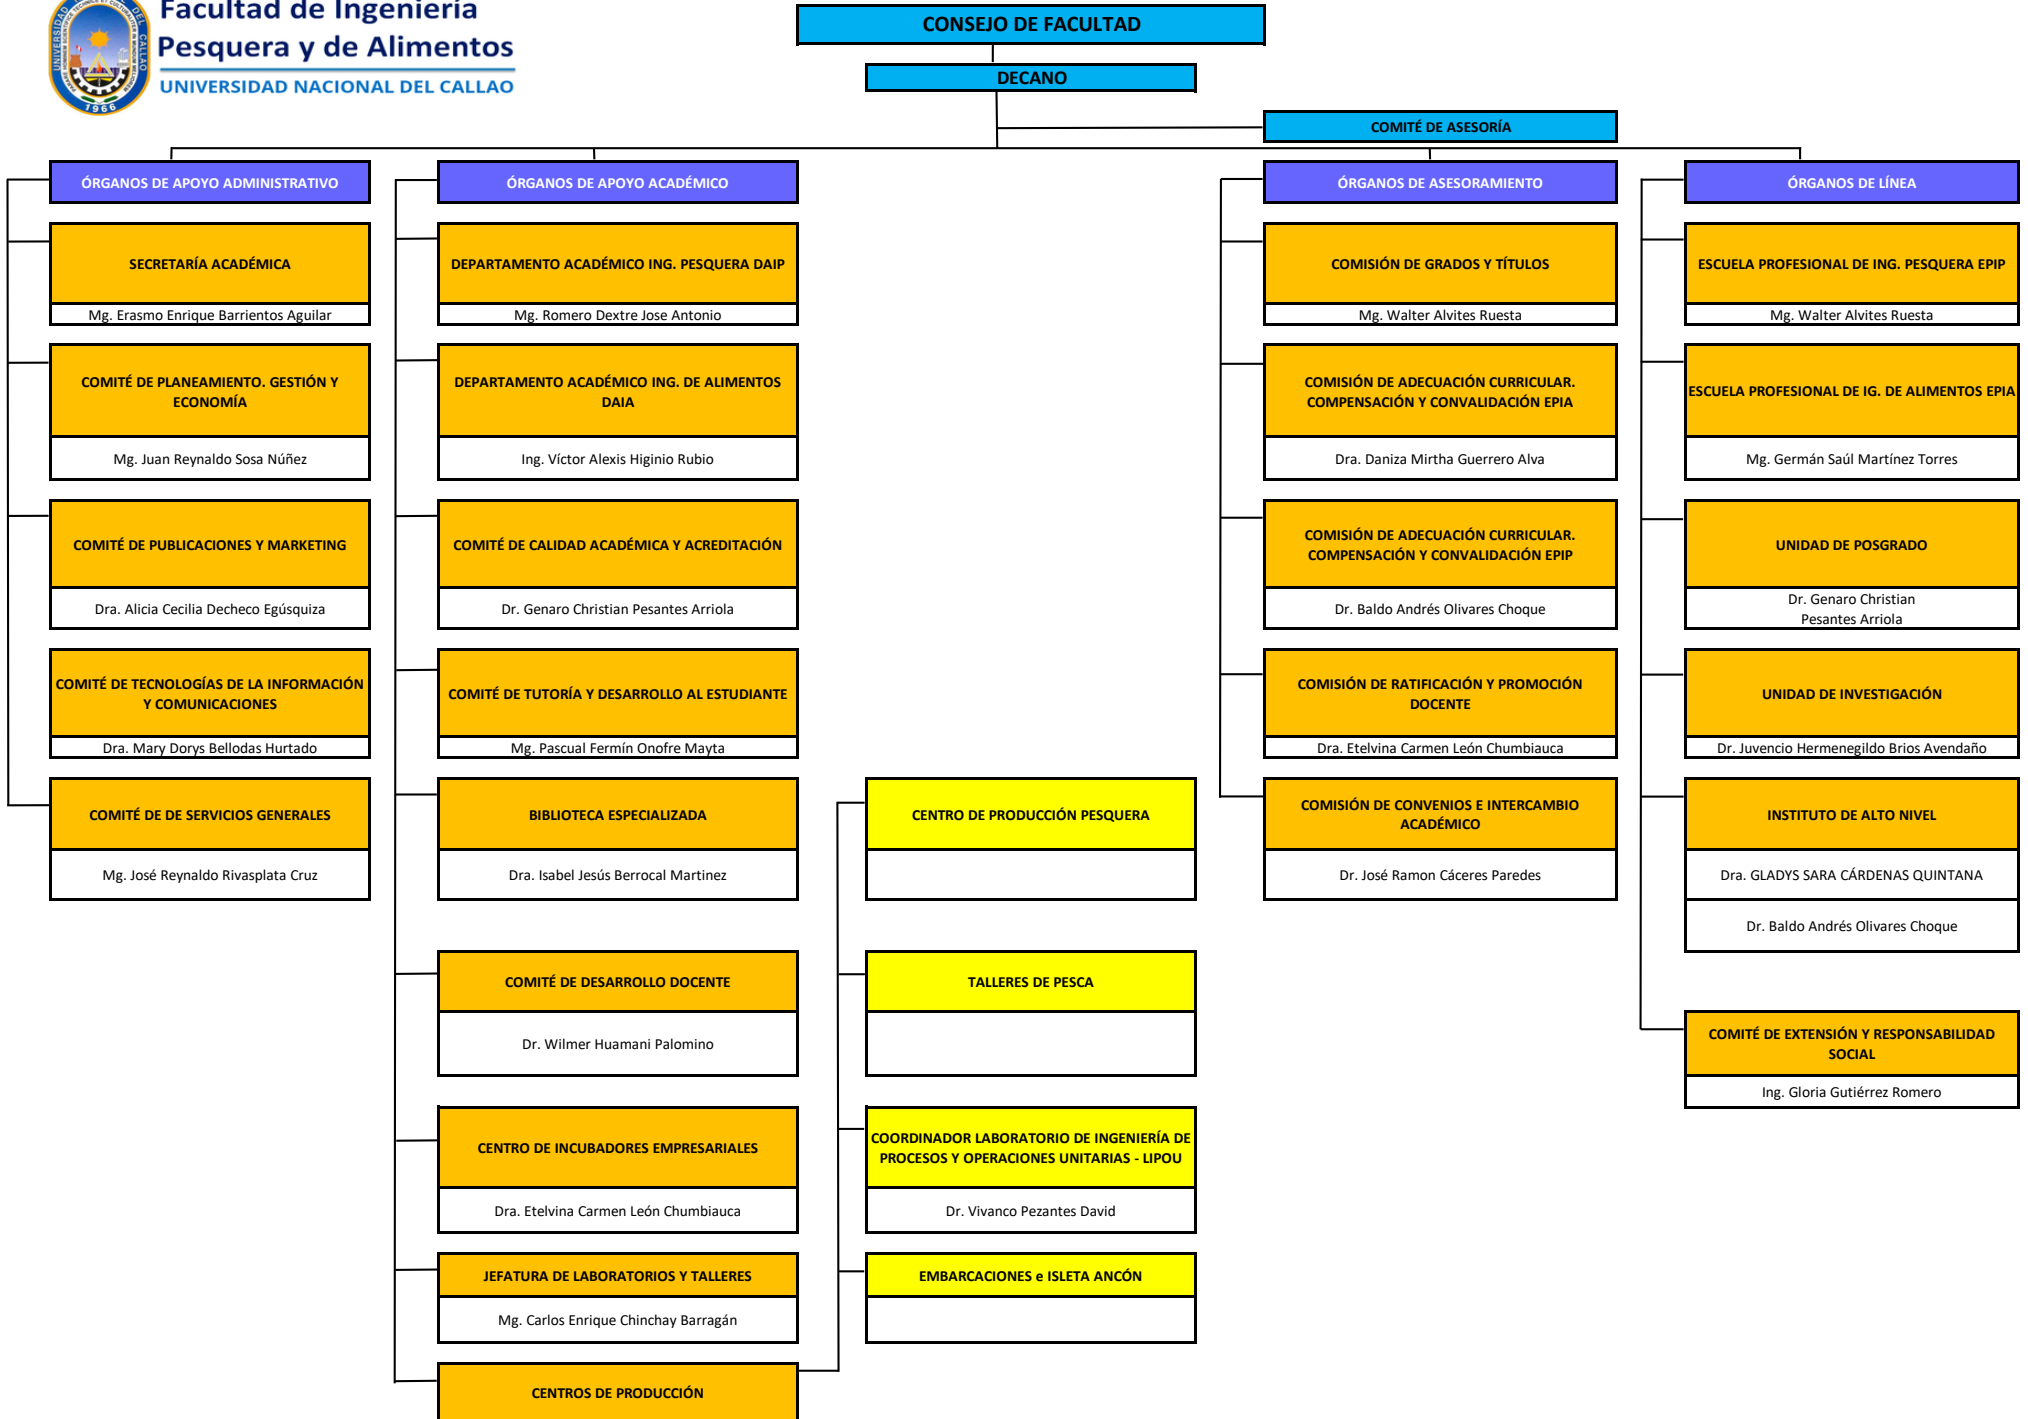 Facultad de Ingeniería
Pesquera y de Alimentos
UNIVERSIDAD NACIONAL DEL CALLAO
1966
CONSEJO DE FACULTAD
DECANO
COMITÉ DE ASESORÍA
ÓRGANOS DE APOYO ADMINISTRATIVO
SECRETARÍA ACADÉMICA
Mg. Erasmo Enrique Barrientos Aguilar
COMITÉ DE PLANEAMIENTO. GESTIÓN Y
ECONOMÍA
Mg. Juan Reynaldo Sosa Núñez
COMITÉ DE PUBLICACIONES Y MARKETING
Dra. Alicia Cecilia Decheco Egúsquiza
COMITÉ DE TECNOLOGÍAS DE LA INFORMACIÓN
Y COMUNICACIONES
Dra. Mary Dorys Bellodas Hurtado
COMITÉ DE DE SERVICIOS GENERALES
Mg. José Reynaldo Rivasplata Cruz
ÓRGANOS DE APOYO ACADÉMICO
DEPARTAMENTO ACADÉMICO ING. PESQUERA DAIP
Mg. Romero Dextre Jose Antonio
DEPARTAMENTO ACADÉMICO ING. DE ALIMENTOS
DAIA
Ing. Víctor Alexis Higinio Rubio
COMITÉ DE CALIDAD ACADÉMICA Y ACREDITACIÓN
Dr. Genaro Christian Pesantes Arriola
COMITÉ DE TUTORÍA Y DESARROLLO AL ESTUDIANTE
Mg. Pascual Fermín Onofre Mayta
BIBLIOTECA ESPECIALIZADA
Dra. Isabel Jesús Berrocal Martinez
COMITÉ DE DESARROLLO DOCENTE
Dr. Wilmer Huamani Palomino
CENTRO DE INCUBADORES EMPRESARIALES
Dra. Etelvina Carmen León Chumbiauca
JEFATURA DE LABORATORIOS Y TALLERES
Mg. Carlos Enrique Chinchay Barragán
CENTROS DE PRODUCCIÓN
CENTRO DE PRODUCCIÓN PESQUERA
TALLERES DE PESCA
COORDINADOR LABORATORIO DE INGENIERÍA DE
PROCESOS Y OPERACIONES UNITARIAS - LIPOU
Dr. Vivanco Pezantes David
EMBARCACIONES e ISLETA ANCÓN
ÓRGANOS DE ASESORAMIENTO
COMISIÓN DE GRADOS Y TÍTULOS
Mg. Walter Alvites Ruesta
COMISIÓN DE ADECUACIÓN CURRICULAR.
COMPENSACIÓN Y CONVALIDACIÓN EPIA
Dra. Daniza Mirtha Guerrero Alva
COMISIÓN DE ADECUACIÓN CURRICULAR.
COMPENSACIÓN Y CONVALIDACIÓN EPIP
Dr. Baldo Andrés Olivares Choque
COMISIÓN DE RATIFICACIÓN Y PROMOCIÓN
DOCENTE
Dra. Etelvina Carmen León Chumbiauca
COMISIÓN DE CONVENIOS E INTERCAMBIO
ACADÉMICO
Dr. José Ramon Cáceres Paredes
ÓRGANOS DE LÍNEA
ESCUELA PROFESIONAL DE ING. PESQUERA EPIP
Mg. Walter Alvites Ruesta
ESCUELA PROFESIONAL DE IG. DE ALIMENTOS EPIA
Mg. Germán Saúl Martínez Torres
UNIDAD DE POSGRADO
Dr. Genaro Christian
Pesantes Arriola
UNIDAD DE INVESTIGACIÓN
Dr. Juvencio Hermenegildo Brios Avendaño
INSTITUTO DE ALTO NIVEL
Dra. GLADYS SARA CÁRDENAS QUINTANA
Dr. Baldo Andrés Olivares Choque
COMITÉ DE EXTENSIÓN Y RESPONSABILIDAD
SOCIAL
Ing. Gloria Gutiérrez Romero